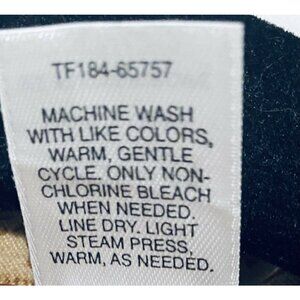 TF184-65757
MACHINE WASH
WITH LIKE COLORS,
WARM, GENTLE
CYCLE. ONLY NON-
CHLORINE BLEACH
WHEN NEEDED.
LINE DRY. LIGHT
STEAM PRESS,
WARM, AS NEEDED.